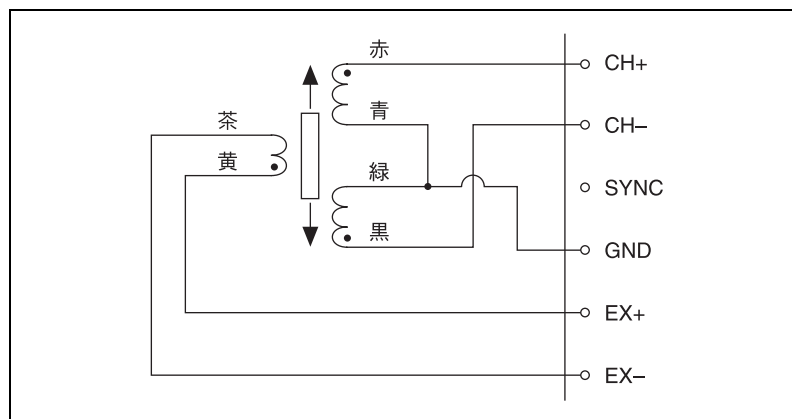 赤
CH+
青
CH–
茶
黄
緑
SYNC
黒
GND
EX+
EX–